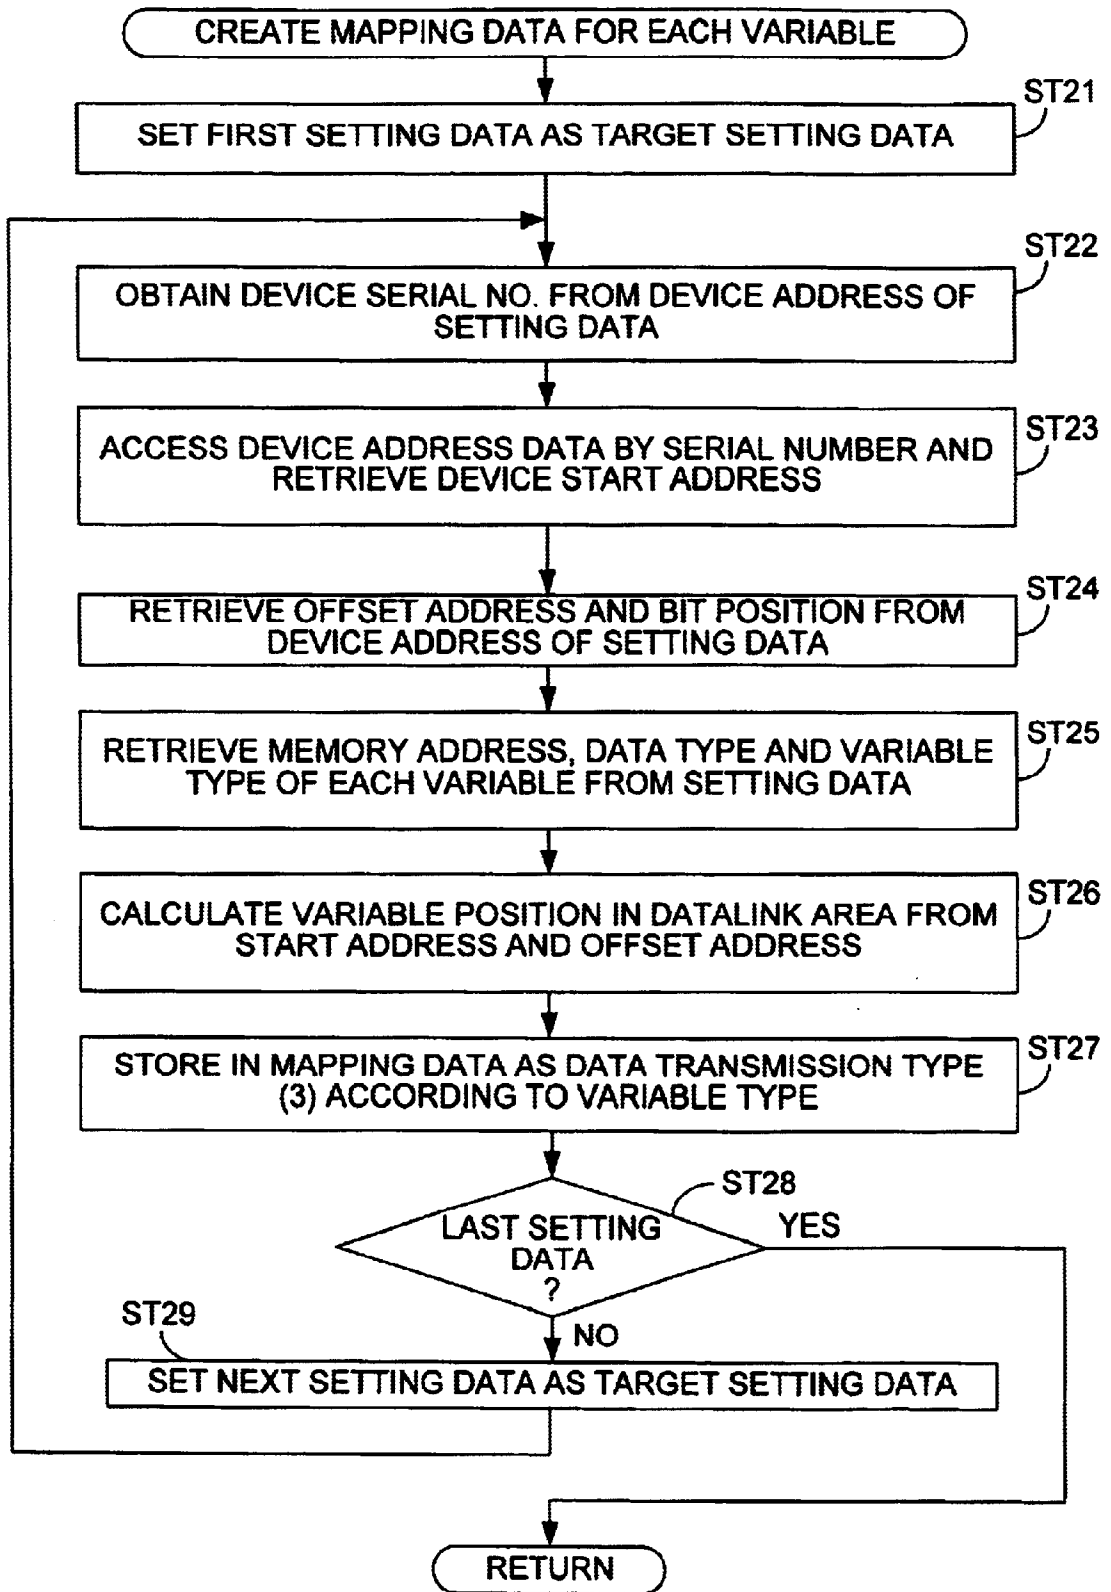 CREATE MAPPING DATA FOR EACH VARIABLE
ST21
SET FIRST SETTING DATA AS TARGET SETTING DATA
ST22
OBTAIN DEVICE SERIAL NO. FROM DEVICE ADDRESS OF
SETTING DATA
ST23
ACCESS DEVICE ADDRESS DATA BY SERIAL NUMBER AND
RETRIEVE DEVICE START ADDRESS
ST24
RETRIEVE OFFSET ADDRESS AND BIT POSITION FROM
DEVICE ADDRESS OF SETTING DATA
ST25
RETRIEVE MEMORY ADDRESS, DATA TYPE AND VARIABLE
TYPE OF EACH VARIABLE FROM SETTING DATA
ST26
CALCULATE VARIABLE POSITION IN DATALINK AREA FROM
START ADDRESS AND OFFSET ADDRESS
ST27
STORE IN MAPPING DATA AS DATA TRANSMISSION TYPE
(3) ACCORDING TO VARIABLE TYPE
ST28
LAST SETTING
DATA
?
YES
NO
ST29
SET NEXT SETTING DATA AS TARGET SETTING DATA
RETURN